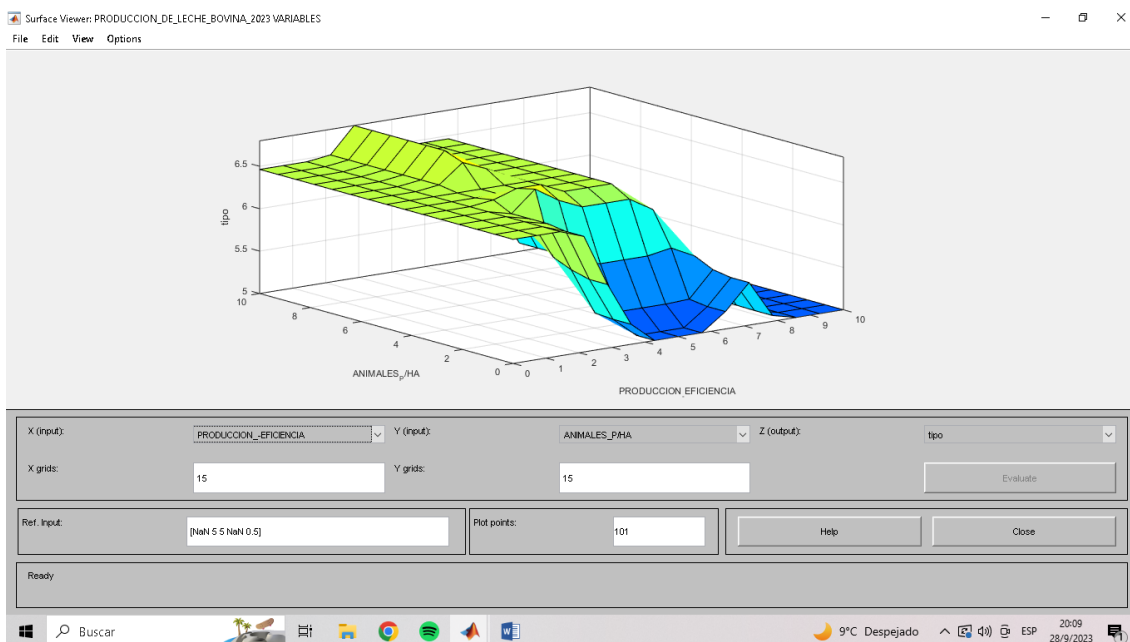 Surface Viewer: PRODUCCION_DE_LECHE_BOVINA_2023 VARIABLES
File Edit View Options
6.5
6
5.5
5
tipo
10
8
6
4
2
0
ANIMALES_P/HA
0
1
2
3
4
5
6
7
8
9
10
PRODUCCION_EFICIENCIA
X (input):
PRODUCCION_-EFICIENCIA
Y (input):
ANIMALES_P/HA
Z (output):
tipo
X grids:
15
Y grids:
15
Evaluate
Ref. Input:
[NaN 5 5 NaN 0.5]
Plot points:
101
Help
Close
Ready
Buscar
9°C Despejado
ESP
20:09
28/9/2023